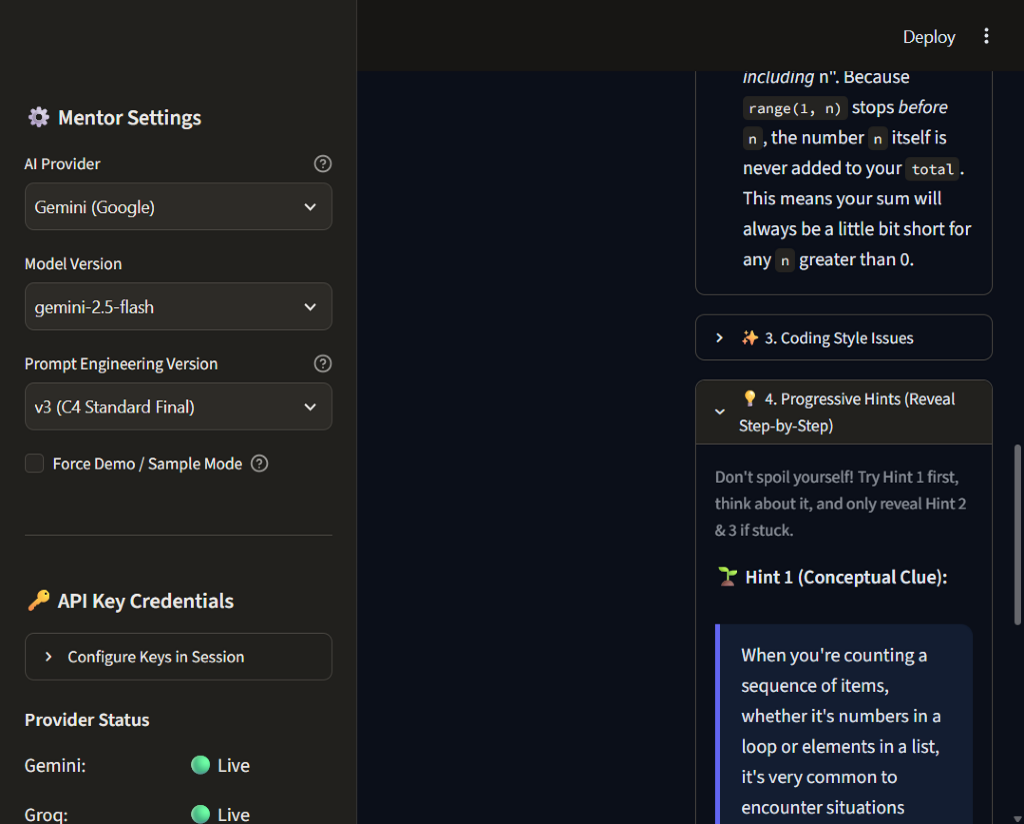 Deploy
Mentor Settings
AI Provider
Gemini (Google)
Model Version
gemini-2.5-flash
Prompt Engineering Version
v3 (C4 Standard Final)
Force Demo / Sample Mode
API Key Credentials
Configure Keys in Session
Provider Status
Gemini: Live
Groq: Live
including n". Because
range(1, n) stops before
n, the number n itself is
never added to your total.
This means your sum will
always be a little bit short for
any n greater than 0.
3. Coding Style Issues
4. Progressive Hints (Reveal
Step-by-Step)
Don't spoil yourself! Try Hint 1 first,
think about it, and only reveal Hint 2
& 3 if stuck.
Hint 1 (Conceptual Clue):
When you're counting a
sequence of items,
whether it's numbers in a
loop or elements in a list,
it's very common to
encounter situations